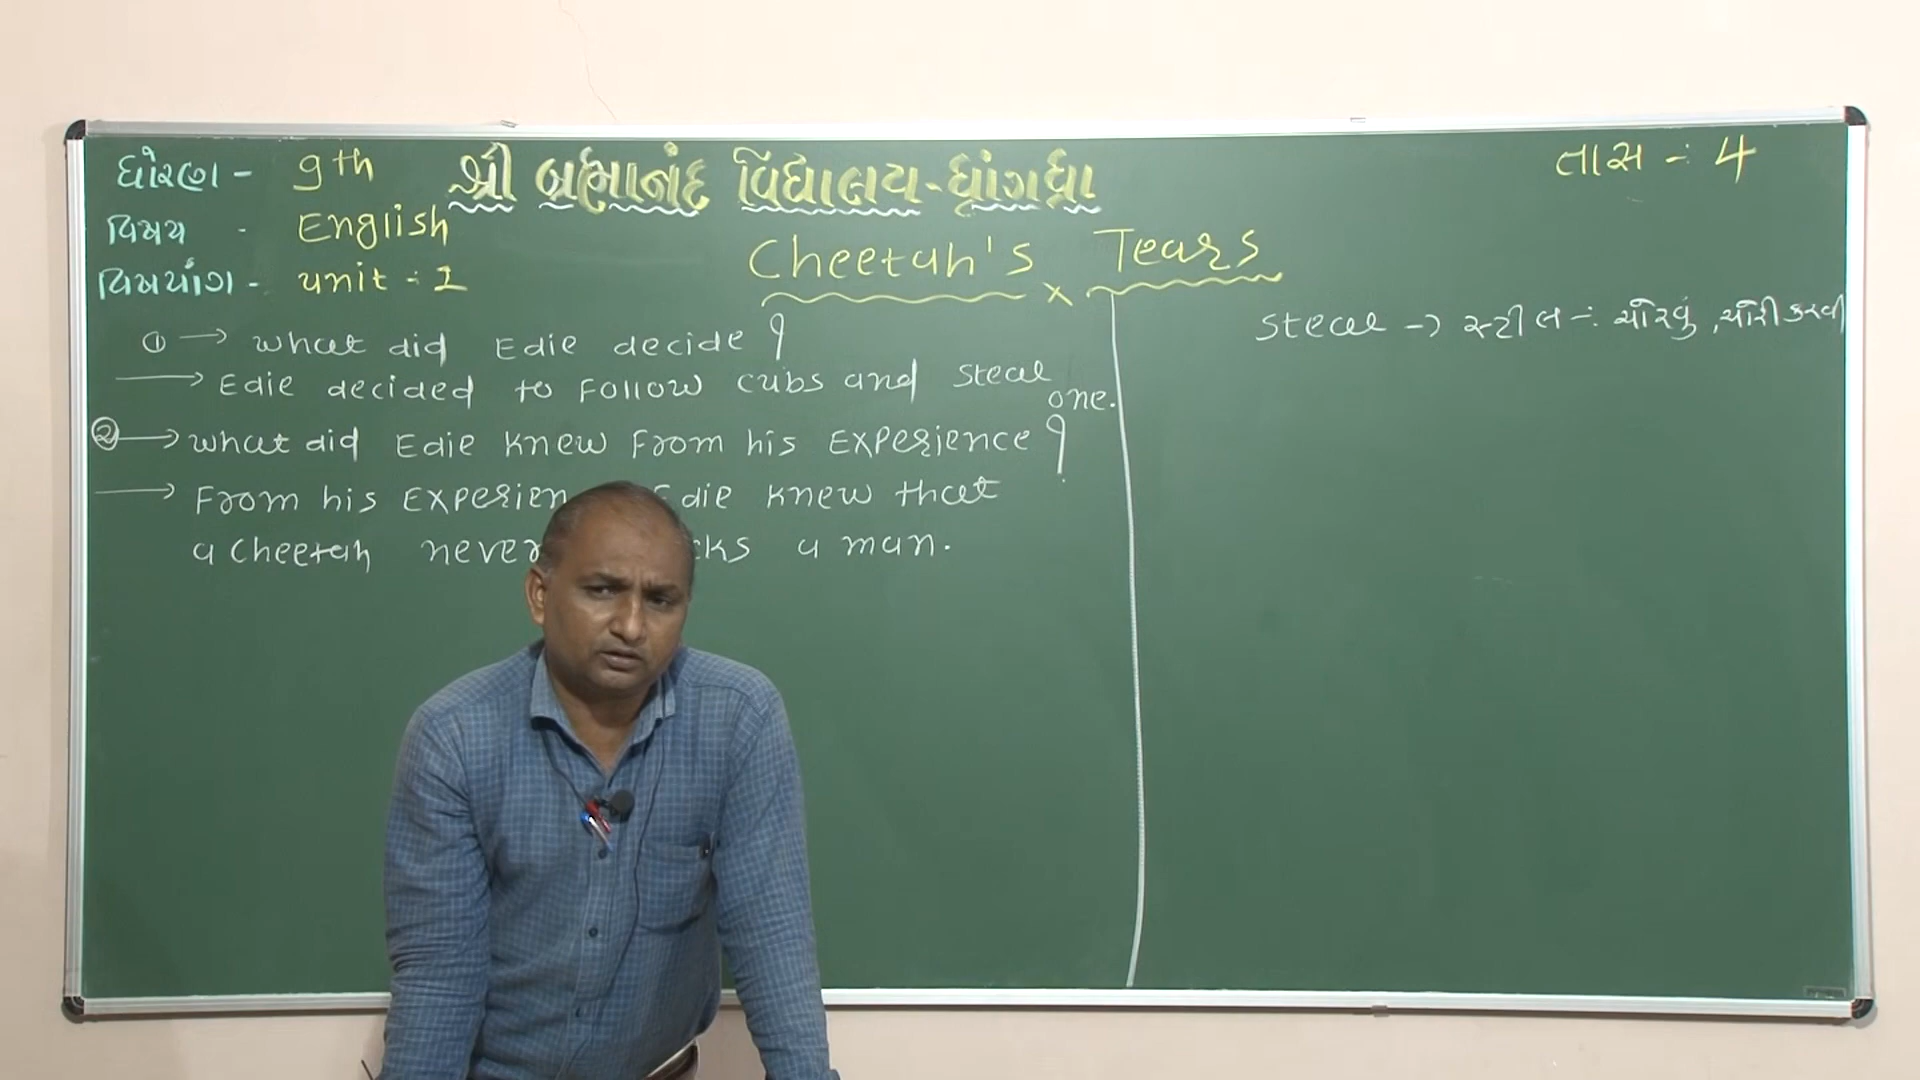 ધોરણ - 9th
શ્રી બ્રહ્માનંદ વિદ્યાલય - ધ્રાંગધ્રા
તાસ - 4
વિષય - English
Cheetah's Tears
વિષયાંગ - unit : 1
① → what did Edie decide ?
→ Edie decided to follow cubs and steal
one.
② → what did Edie knew from his Experience ?
→ From his Experien Edie knew that
a cheetah never cks a man.
steal → સ્ટીલ - : ચોરવું , ચોરી કરવી